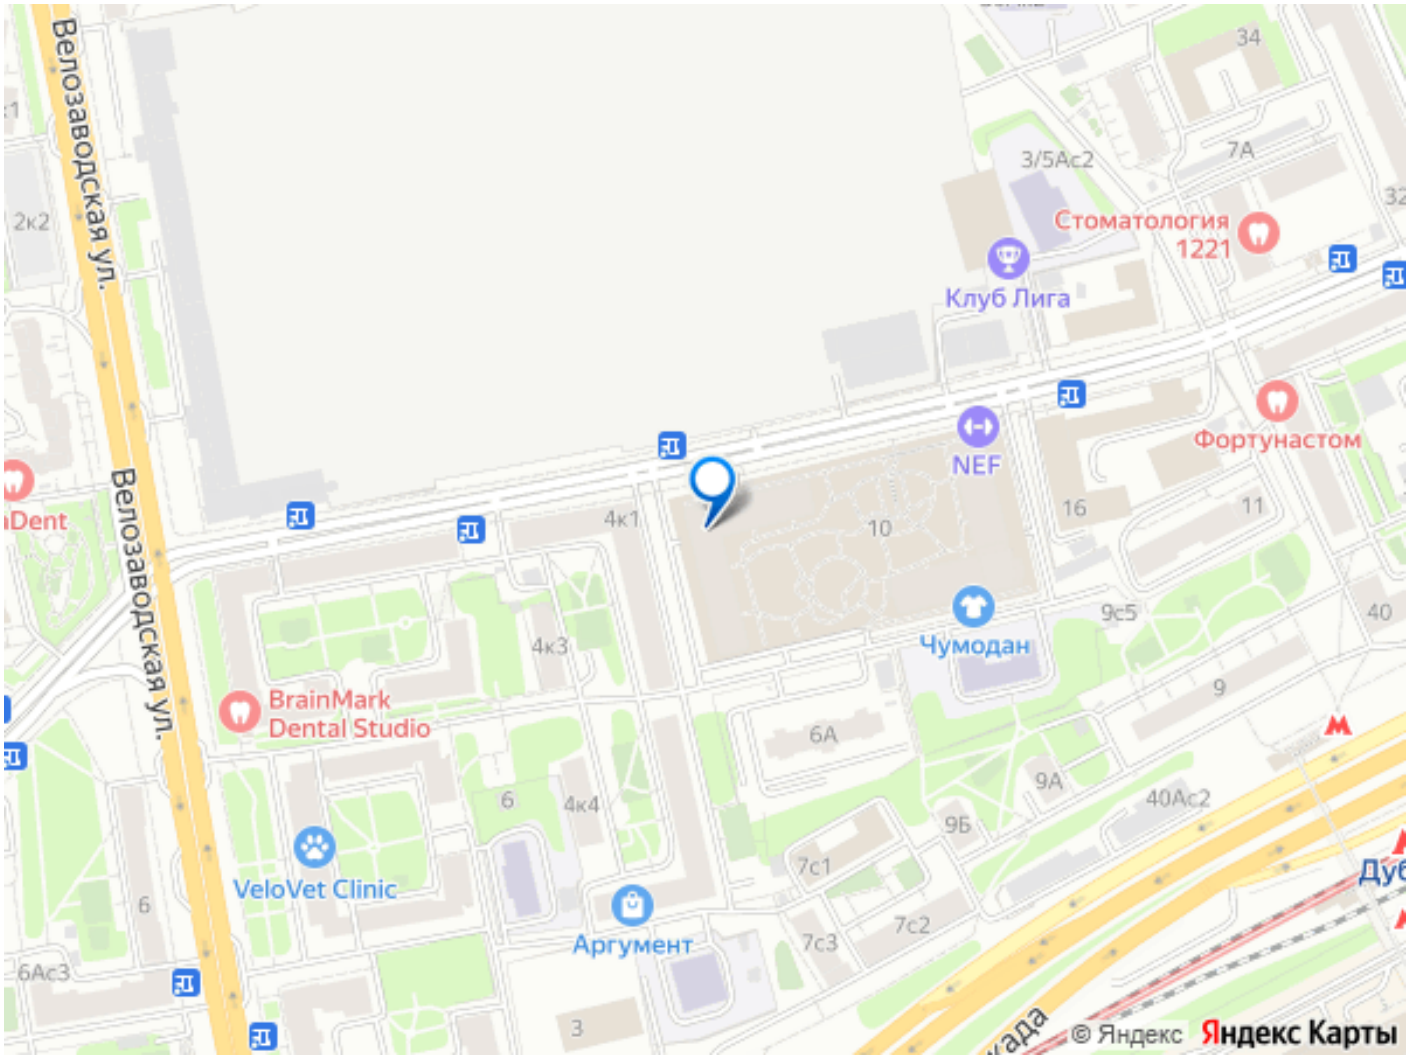 Велозаводская ул.
34
3/5Ас2
7А
32
2к2
Стоматология
1221
Клуб Лига
Велозаводская ул.
NEF
Фортунастом
4к1
10
16
11
Dent
4к3
Чумодан
9с5
40
BrainMark
Dental Studio
6А
9
6
4к4
9А
40Ас2
9Б
VeloVet Clinic
7с1
Дуб
6
Аргумент
7с3
7с2
6Ас3
3
када
© Яндекс Яндекс Карты